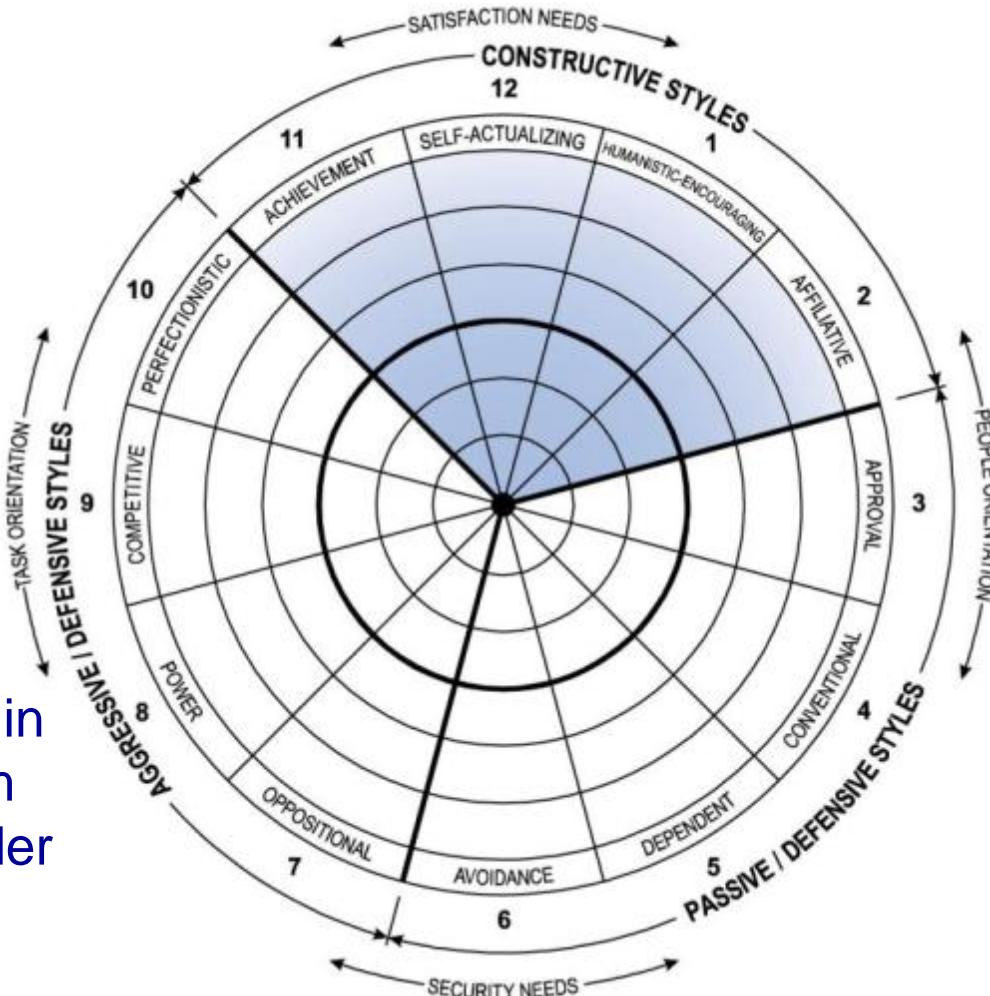 SATISFACTION NEEDS
CONSTRUCTIVE STYLES
12
11
1
SELF-ACTUALIZING
ACHIEVEMENT
HUMANISTIC-ENCOURAGING
10
2
PERFECTIONISTIC
AFFILIATIVE
TASK ORIENTATION
PEOPLE ORIENTATION
AGGRESSIVE / DEFENSIVE STYLES
9
COMPETITIVE
APPROVAL
3
8
POWER
CONVENTIONAL
4
in
OPPOSITIONAL
DEPENDENT
7
AVOIDANCE
5
6
PASSIVE / DEFENSIVE STYLES
SECURITY NEEDS